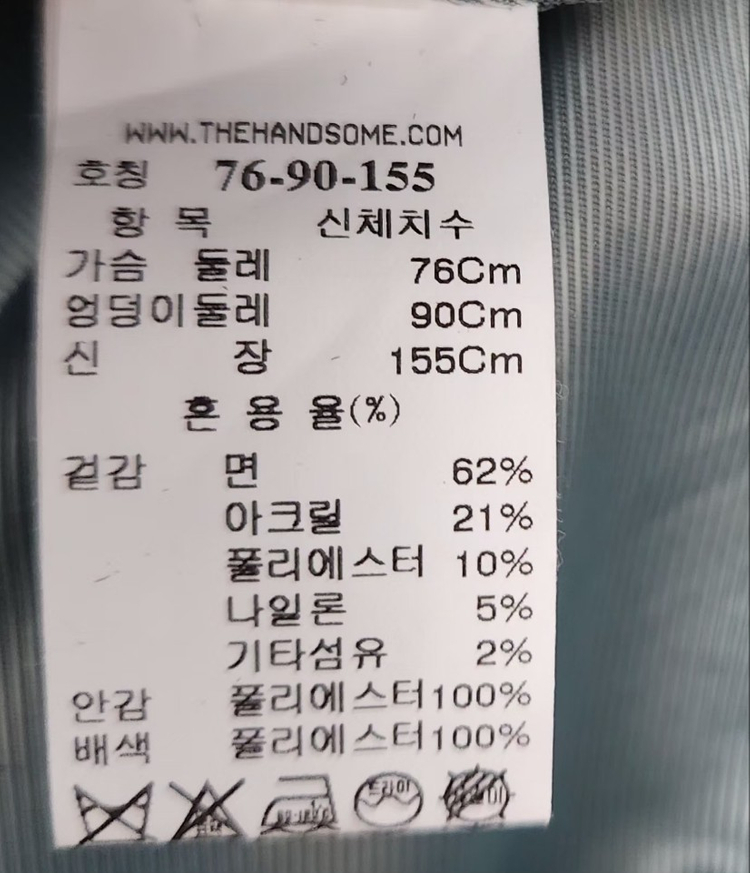 WWW.THEHANDSOME.COM
호칭 76-90-155
항 목 신체치수
가슴 둘레 76Cm
엉덩이둘레 90Cm
신 장 155Cm
혼 용 율(%)
겉감 면 62%
아크릴 21%
폴리에스터 10%
나일론 5%
기타섬유 2%
안감 폴리에스터100%
배색 폴리에스터100%
드라이